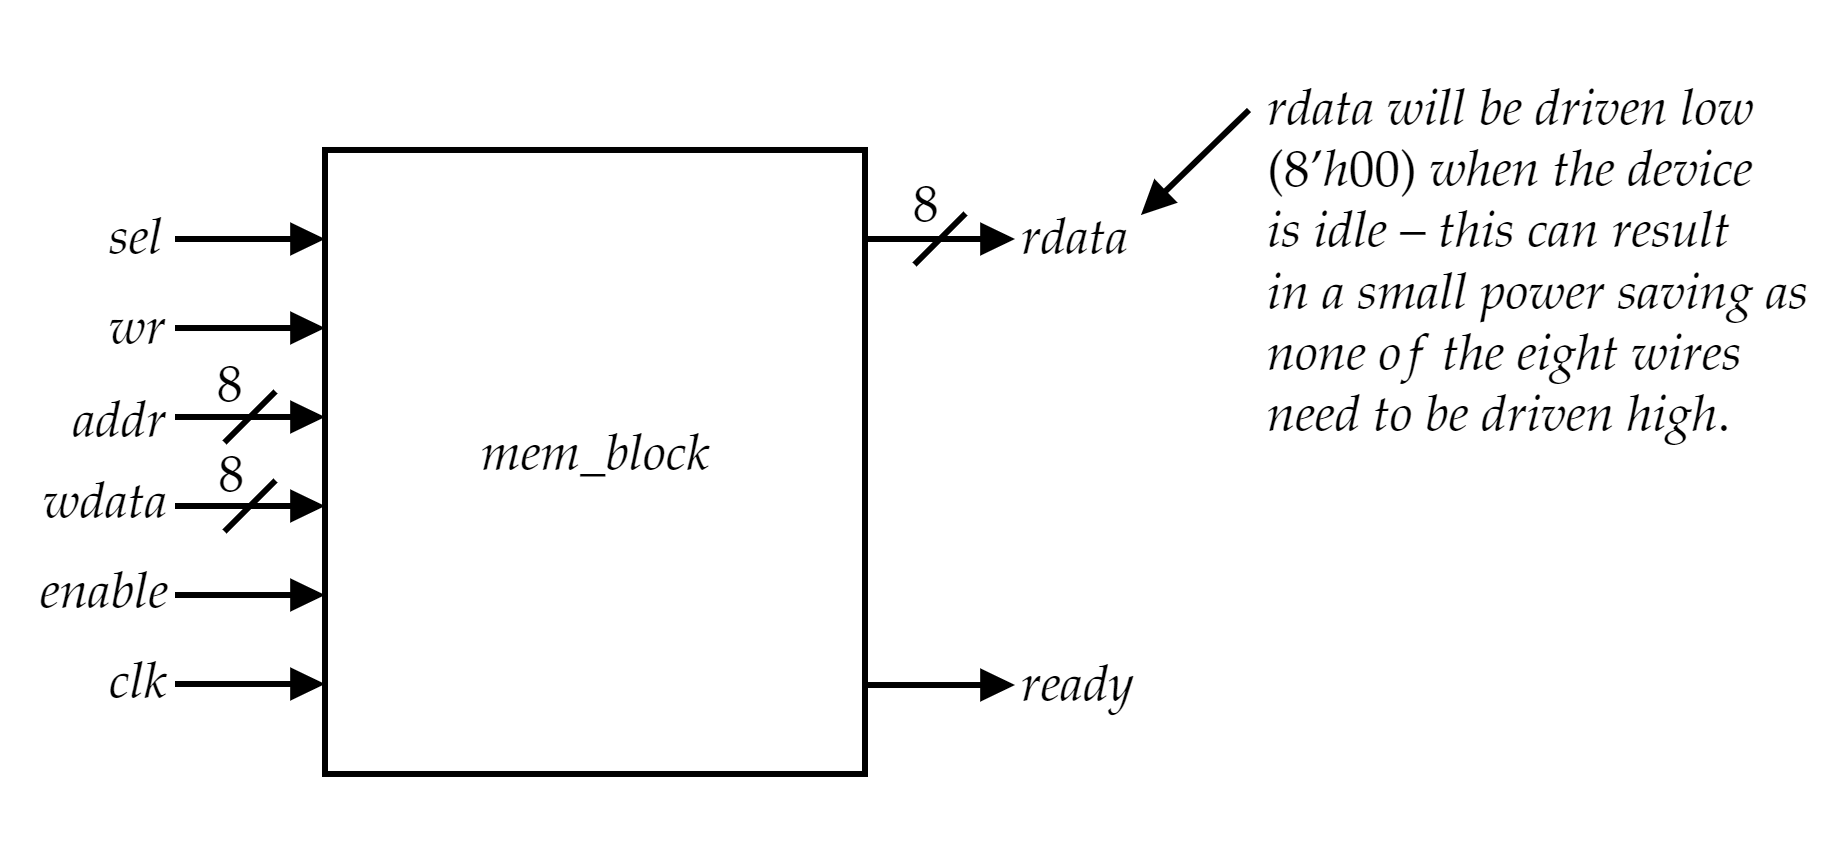 sel
wr
8
addr
8
wdata
enable
clk
mem_block
8
rdata
ready
rdata will be driven low
(8’h00) when the device
is idle – this can result
in a small power saving as
none of the eight wires
need to be driven high.